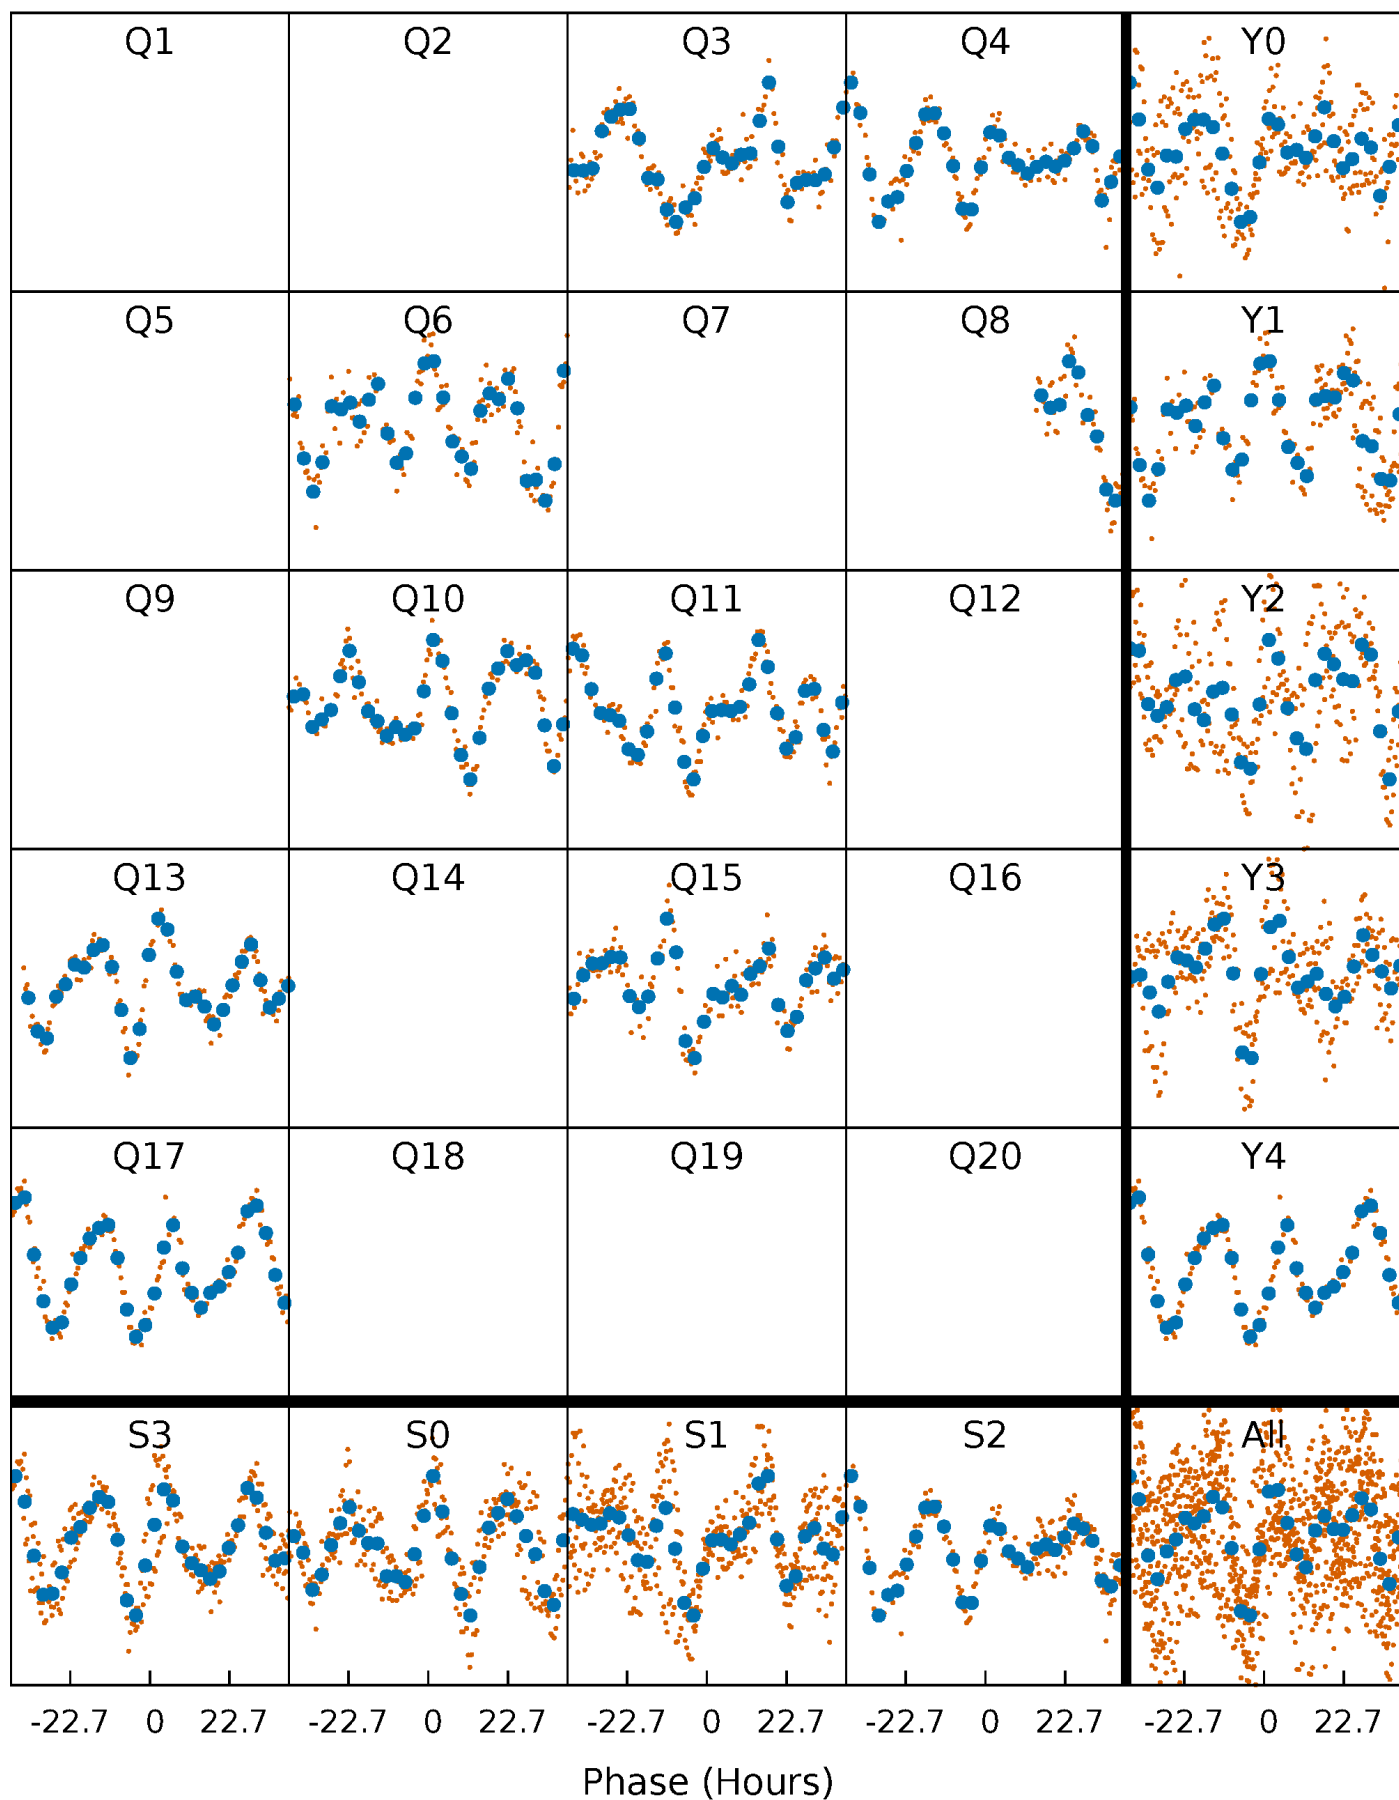 Q1 Q2 Q3 Q4 Y0
Q5 Q6 Q7 Q8 Y1
Q9 Q10 Q11 Q12 Y2
Q13 Q14 Q15 Q16 Y3
Q17 Q18 Q19 Q20 Y4
S3 S0 S1 S2 All
-22.7 0 22.7 -22.7 0 22.7 -22.7 0 22.7 -22.7 0 22.7 -22.7 0 22.7
Phase (Hours)